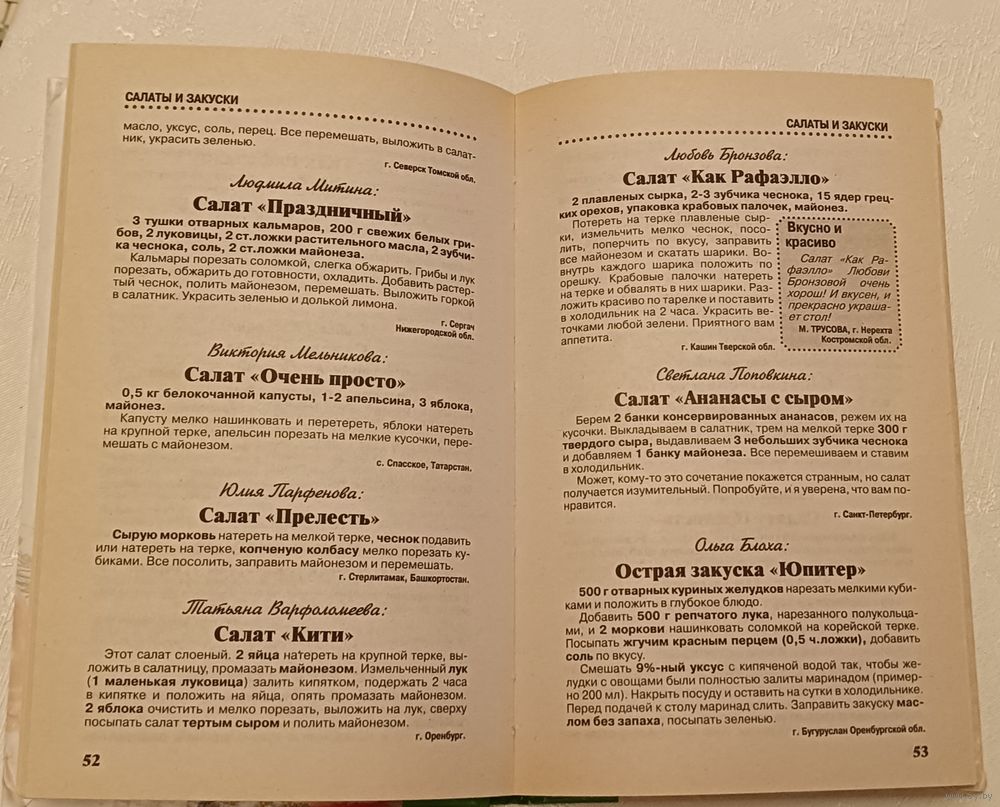 САЛАТЫ И ЗАКУСКИ
масло, уксус, соль, перец. Все перемешать, выложить в салат-
ник, украсить зеленью.
г. Северск Томской обл.
Людмила Митина:
Салат «Праздничный»
3 тушки отварных кальмаров, 200 г свежих белых гри-
бов, 2 луковицы, 2 ст.ложки растительного масла, 2 зубчи-
ка чеснока, соль, 2 ст.ложки майонеза.
Кальмары порезать соломкой, слегка обжарить. Грибы и лук
порезать, обжарить до готовности, охладить. Добавить растер-
тый чеснок, полить майонезом, перемешать. Выложить горкой
в салатник. Украсить зеленью и долькой лимона.
г. Сергач
Нижегородской обл.
Виктория Мельникова:
Салат «Очень просто»
0,5 кг белокочанной капусты, 1-2 апельсина, 3 яблока,
майонез.
Капусту мелко нашинковать и перетереть, яблоки натереть
на крупной терке, апельсин порезать на мелкие кусочки, пере-
мешать с майонезом.
с. Спасское, Татарстан.
Юлия Парфенова:
Салат «Прелесть»
Сырую морковь натереть на мелкой терке, чеснок подавить
или натереть на терке, копченую колбасу мелко порезать ку-
биками. Все посолить, заправить майонезом и перемешать.
г. Стерлитамак, Башкортостан.
Татьяна Варфоломеева:
Салат «Кити»
Этот салат слоеный. 2 яйца натереть на крупной терке, вы-
ложить в салатницу, промазать майонезом. Измельченный лук
(1 маленькая луковица) залить кипятком, подержать 2 часа
в кипятке и положить на яйца, опять промазать майонезом.
2 яблока очистить и мелко порезать, выложить на лук, сверху
посыпать салат тертым сыром и полить майонезом.
г. Оренбург.
52
САЛАТЫ И ЗАКУСКИ
Любовь Бронзова:
Салат «Как Рафаэлло»
2 плавленых сырка, 2-3 зубчика чеснока, 15 ядер грец-
ких орехов, упаковка крабовых палочек, майонез.
Потереть на терке плавленые сыр-
ки, измельчить мелко чеснок, посо-
лить, поперчить по вкусу, заправить
все майонезом и скатать шарики. Во-
внутрь каждого шарика положить по
орешку. Крабовые палочки натереть
на терке и обвалять в них шарики. Раз-
ложить красиво по тарелке и поставить
в холодильник на 2 часа. Украсить ве-
точками любой зелени. Приятного вам
аппетита.
г. Кашин Тверской обл.
Вкусно и
красиво
Салат «Как Ра-
фаэлло» Любови
Бронзовой очень
хорош! И вкусен, и
прекрасно украша-
ет стол!
М. ТРУСОВА, г. Нерехта
Костромской обл.
Светлана Поповкина:
Салат «Ананасы с сыром»
Берем 2 банки консервированных ананасов, режем их на
кусочки. Выкладываем в салатник, трем на мелкой терке 300 г
твердого сыра, выдавливаем 3 небольших зубчика чеснока
и добавляем 1 банку майонеза. Все перемешиваем и ставим
в холодильник.
Может, кому-то это сочетание покажется странным, но салат
получается изумительный. Попробуйте, и я уверена, что вам по-
нравится.
г. Санкт-Петербург.
Ольга Блоха:
Острая закуска «Юпитер»
500 г отварных куриных желудков нарезать мелкими куби-
ками и положить в глубокое блюдо.
Добавить 500 г репчатого лука, нарезанного полукольца-
ми, и 2 моркови нашинковать соломкой на корейской терке.
Посыпать жгучим красным перцем (0,5 ч.ложки), добавить
соль по вкусу.
Смешать 9%-ный уксус с кипяченой водой так, чтобы же-
лудки с овощами были полностью залиты маринадом (пример-
но 200 мл). Накрыть посуду и оставить на сутки в холодильнике.
Перед подачей к столу маринад слить. Заправить закуску мас-
лом без запаха, посыпать зеленью.
г. Бугуруслан Оренбургской обл.
53